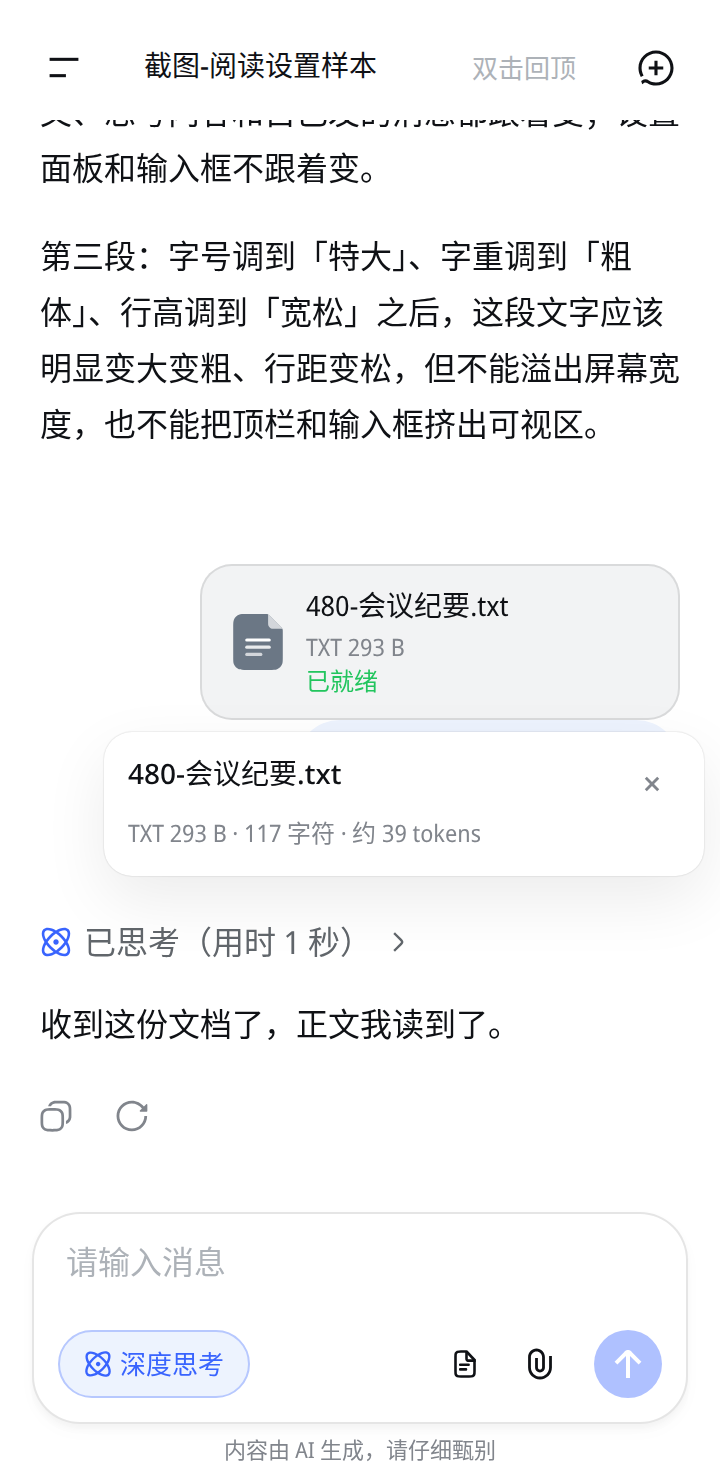 截图-阅读设置样本
双击回顶
面板和输入框不跟着变。
第三段：字号调到「特大」、字重调到「粗
体」、行高调到「宽松」之后，这段文字应该
明显变大变粗、行距变松，但不能溢出屏幕宽
度，也不能把顶栏和输入框挤出可视区。
480-会议纪要.txt
TXT 293 B
已就绪
480-会议纪要.txt
TXT 293 B · 117 字符 · 约 39 tokens
已思考（用时 1 秒）
收到这份文档了，正文我读到了。
请输入消息
深度思考
内容由 AI 生成，请仔细甄别